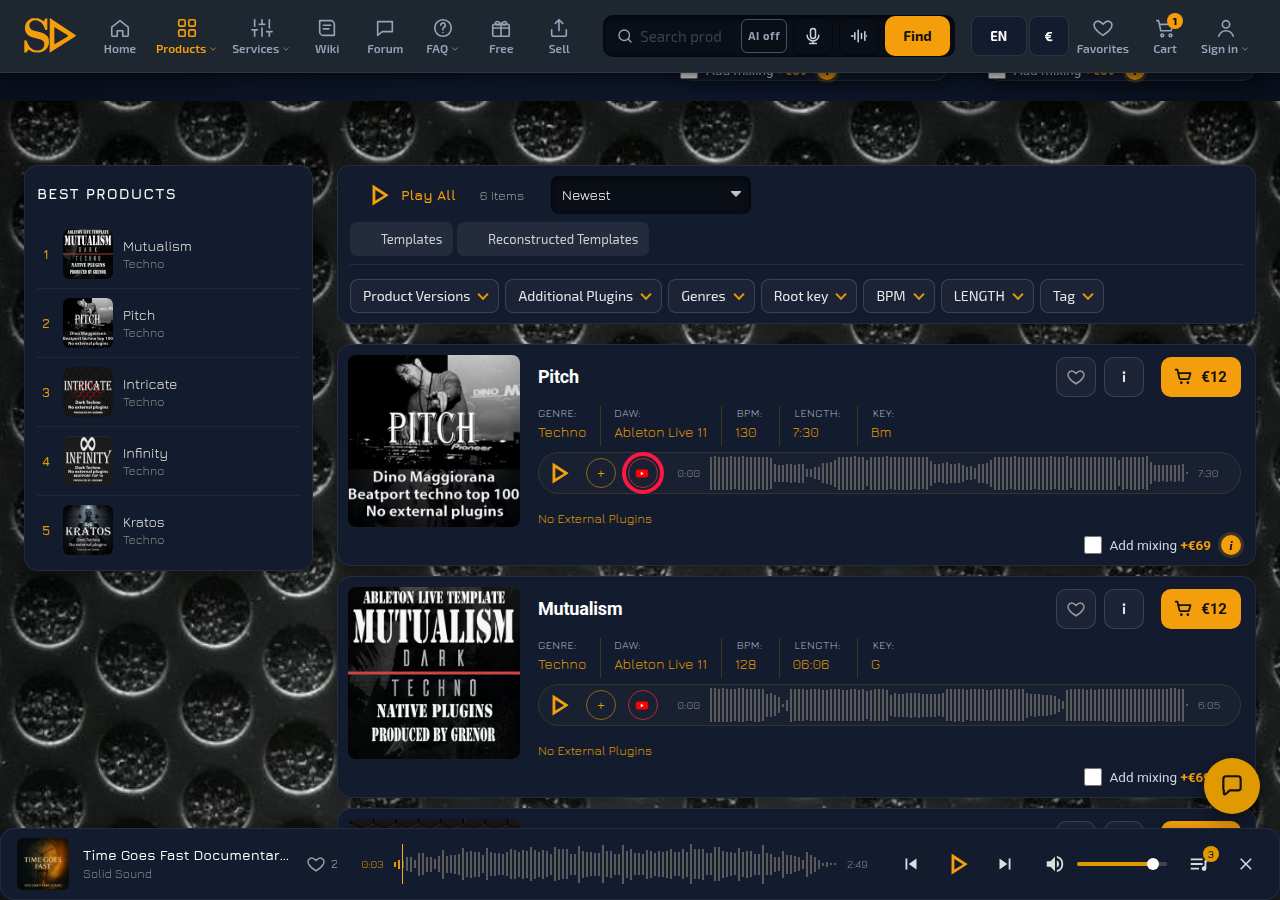 Home
Products
Services
Wiki
Forum
FAQ
Free
Sell
Search prod
AI off
Find
EN
€
Favorites
1
Cart
Sign in
BEST PRODUCTS
1
Mutualism
Techno
2
Pitch
Techno
3
Intricate
Techno
4
Infinity
Techno
5
Kratos
Techno
Play All
6 items
Newest
Templates
Reconstructed Templates
Product Versions
Additional Plugins
Genres
Root key
BPM
LENGTH
Tag
PITCH
Dino Maggiorana
Beatport techno top 100
No external plugins
Pitch
i
€12
GENRE:
Techno
DAW:
Ableton Live 11
BPM:
130
LENGTH:
7:30
KEY:
Bm
+
0:00
7:30
No External Plugins
Add mixing +€69
i
ABLETON LIVE TEMPLATE
MUTUALISM
DARK
TECHNO
NATIVE PLUGINS
PRODUCED BY GRENOR
Mutualism
i
€12
GENRE:
Techno
DAW:
Ableton Live 11
BPM:
128
LENGTH:
06:06
KEY:
G
+
0:00
6:05
No External Plugins
Add mixing
TIME GOES
FAST
Time Goes Fast Documentar...
Solid Sound
2
0:03
2:49
3